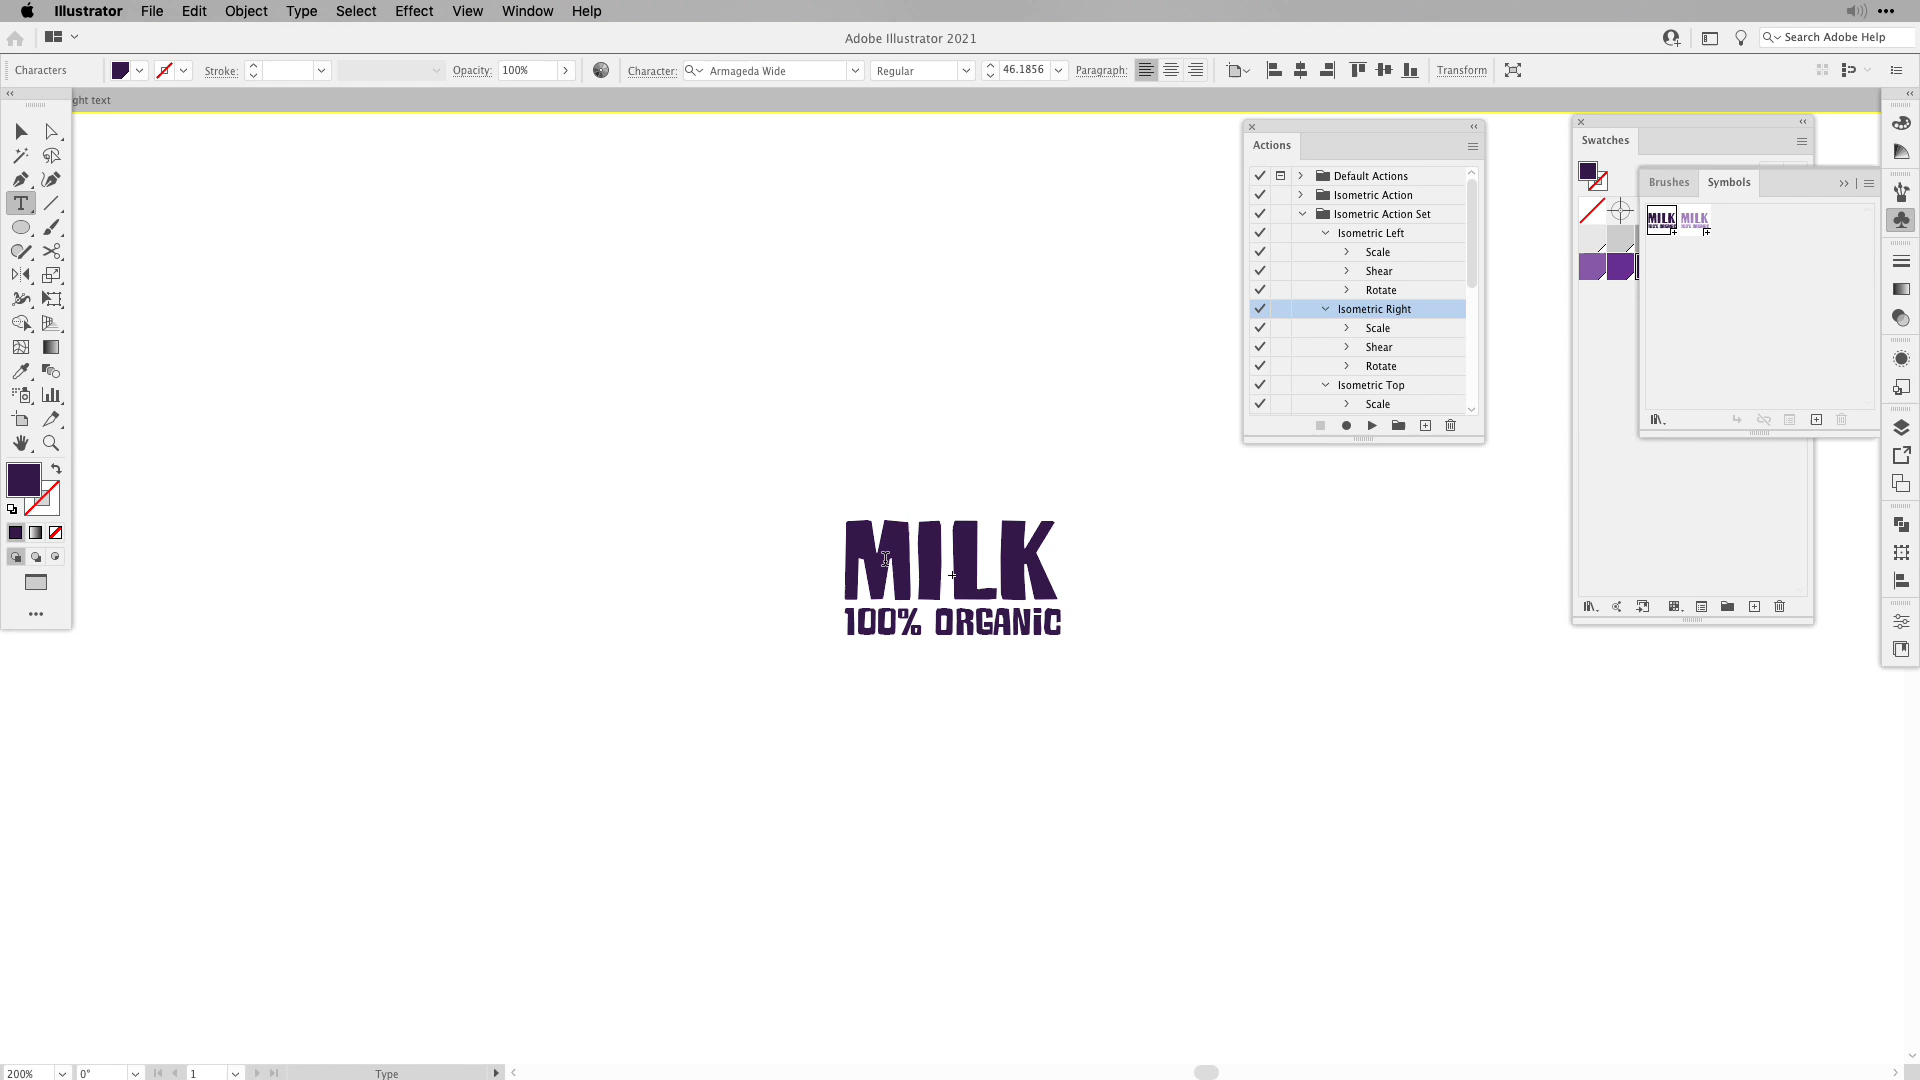 Illustrator File Edit Object Type Select Effect View Window Help
Adobe Illustrator 2021
Search Adobe Help
Characters Stroke: Opacity: 100% Character: Armageda Wide Regular 46.1856 Paragraph: Transform
ght text
Actions
Default Actions
Isometric Action
Isometric Action Set
Isometric Left
Scale
Shear
Rotate
Isometric Right
Scale
Shear
Rotate
Isometric Top
Scale
Swatches
Brushes Symbols
MILK MILK
100% ORGANiC
MILK
100% ORGANiC
200% 0° 1 Type